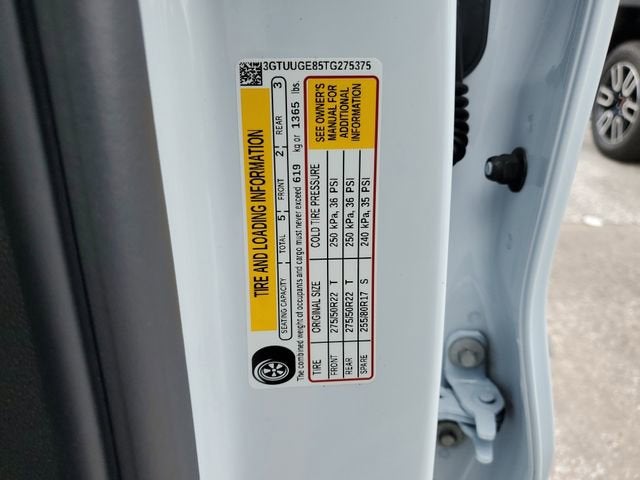 3GTUUGE85TG275375
TIRE AND LOADING INFORMATION
SEATING CAPACITY TOTAL 5 FRONT 2 REAR 3
The combined weight of occupants and cargo must never exceed 619 kg or 1365 lbs.
TIRE ORIGINAL SIZE COLD TIRE PRESSURE
FRONT 275/50R22 T 250 kPa, 36 PSI
REAR 275/50R22 T 250 kPa, 36 PSI
SPARE 255/80R17 S 240 kPa, 35 PSI
SEE OWNER'S
MANUAL FOR
ADDITIONAL
INFORMATION